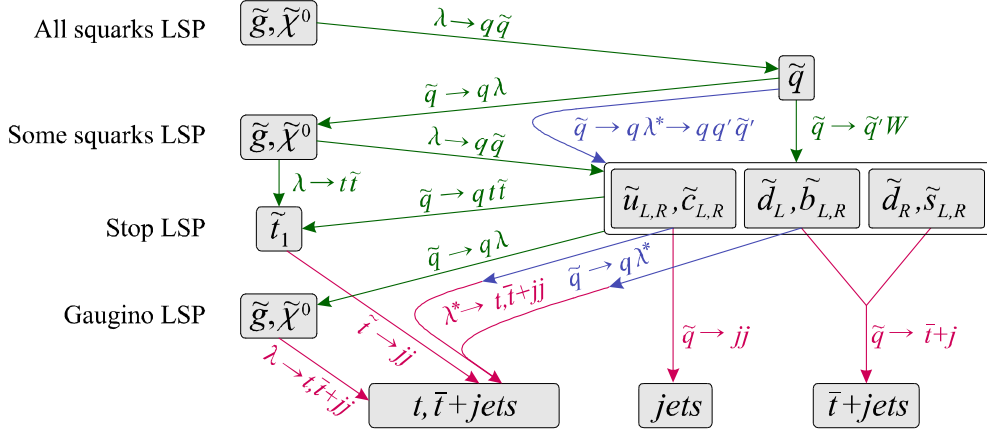 All squarks LSP
g̃, χ̃⁰
λ → q q̃
q̃
q̃ → q λ
q̃ → q λ* → q q′ q̃′
q̃ → q̃′W
Some squarks LSP
g̃, χ̃⁰
λ → q q̃
λ → t t̃
q̃ → q t t̃
ũ_{L,R}, c̃_{L,R}
d̃_L, b̃_{L,R}
d̃_R, s̃_{L,R}
Stop LSP
t̃₁
q̃ → q λ
q̃ → q λ*
Gaugino LSP
g̃, χ̃⁰
λ* → t, t̄+jj
t̃ → jj
q̃ → jj
q̃ → t̄+j
λ → t, t̄+jj
t, t̄+jets
jets
t̄+jets